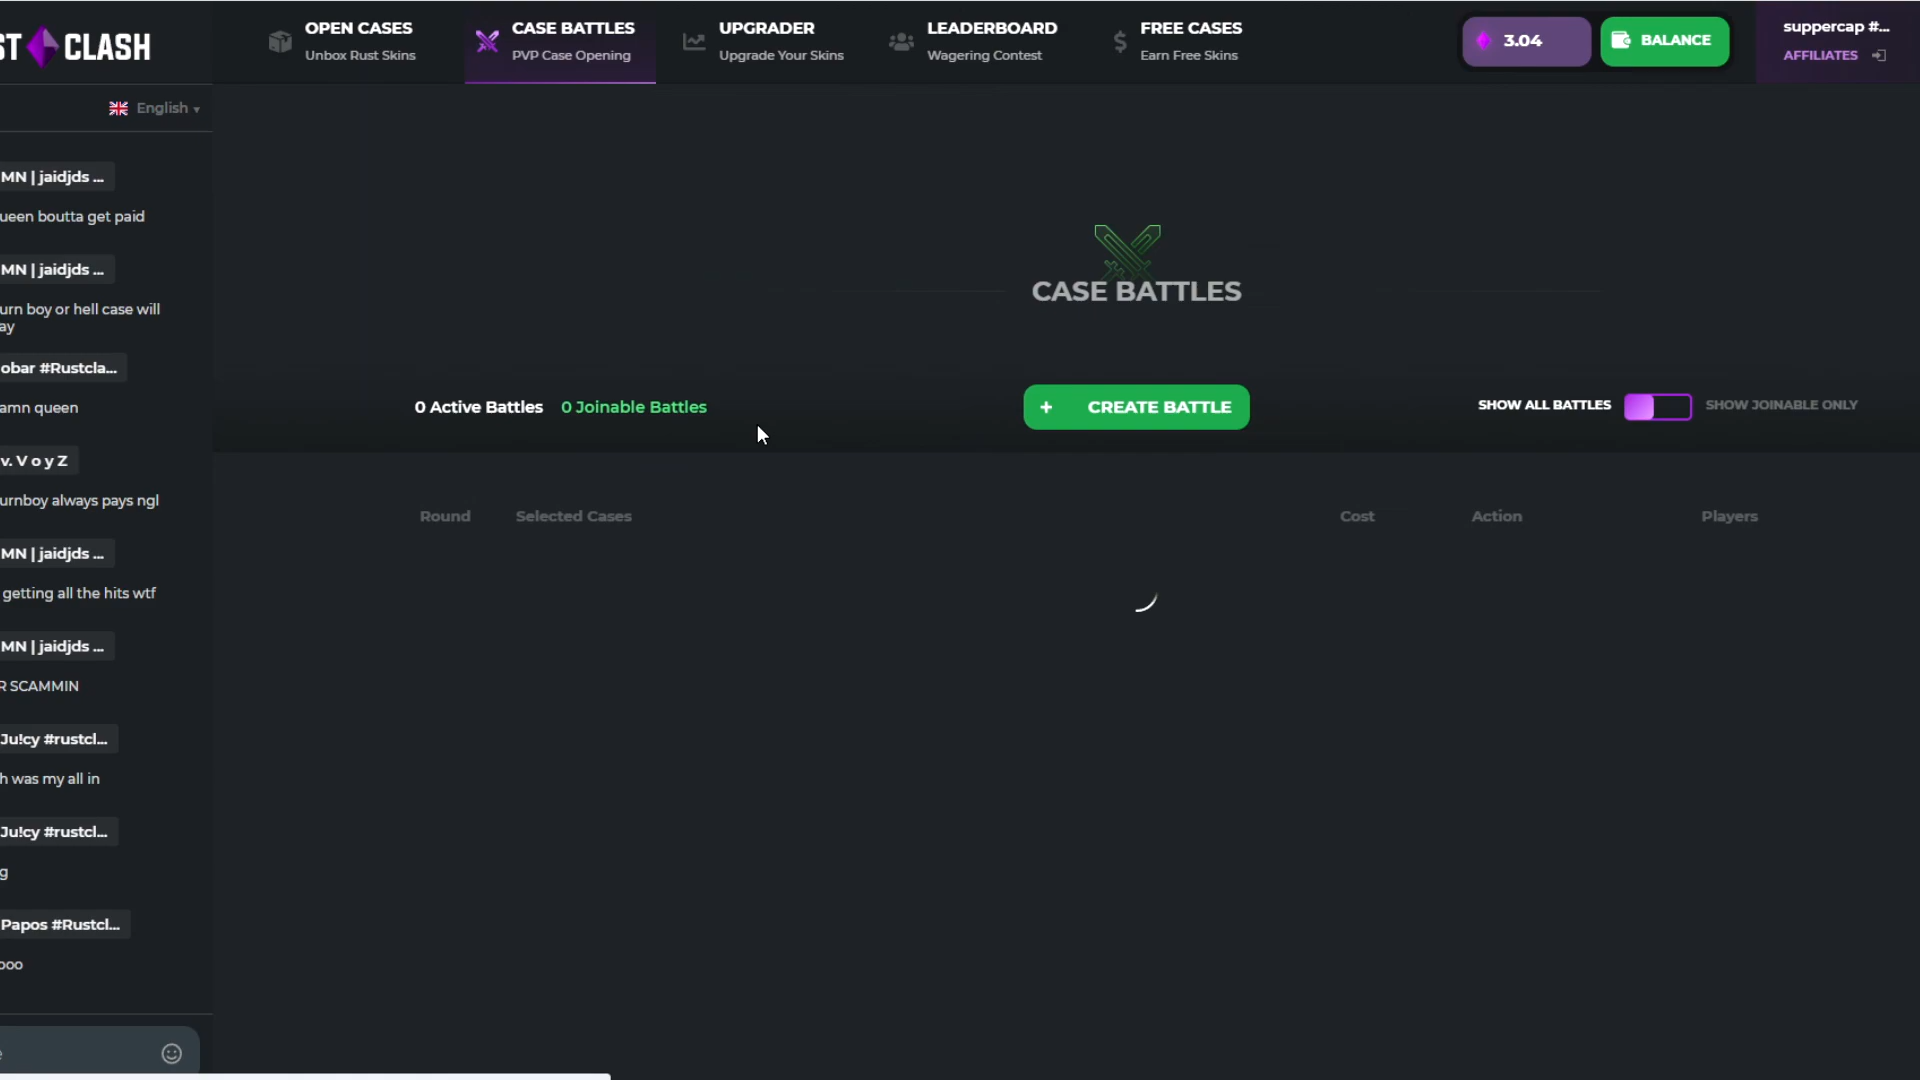 ST CLASH
OPEN CASES
Unbox Rust Skins
CASE BATTLES
PVP Case Opening
UPGRADER
Upgrade Your Skins
LEADERBOARD
Wagering Contest
FREE CASES
Earn Free Skins
3.04
BALANCE
suppercap #...
AFFILIATES
English
MN | jaidjds ...
ueen boutta get paid
MN | jaidjds ...
urn boy or hell case will
ay
obar #Rustcla...
amn queen
v. V o y Z
urnboy always pays ngl
MN | jaidjds ...
getting all the hits wtf
MN | jaidjds ...
R SCAMMIN
Ju!cy #rustcl...
h was my all in
Ju!cy #rustcl...
g
Papos #Rustcl...
ooo
e
CASE BATTLES
0 Active Battles 0 Joinable Battles
+ CREATE BATTLE
SHOW ALL BATTLES
SHOW JOINABLE ONLY
Round Selected Cases Cost Action Players